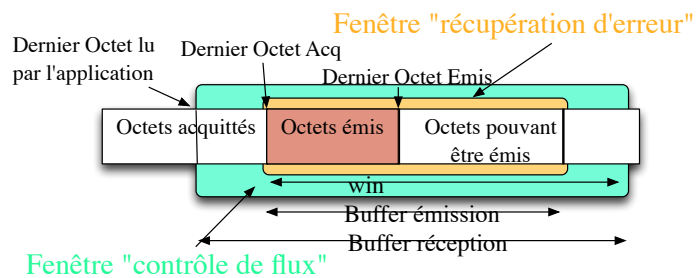 Fenêtre "récupération d'erreur"
Dernier Octet lu
par l'application
Dernier Octet Acq
Dernier Octet Emis
Octets acquittés
Octets émis
Octets pouvant
être émis
win
Buffer émission
Buffer réception
Fenêtre "contrôle de flux"